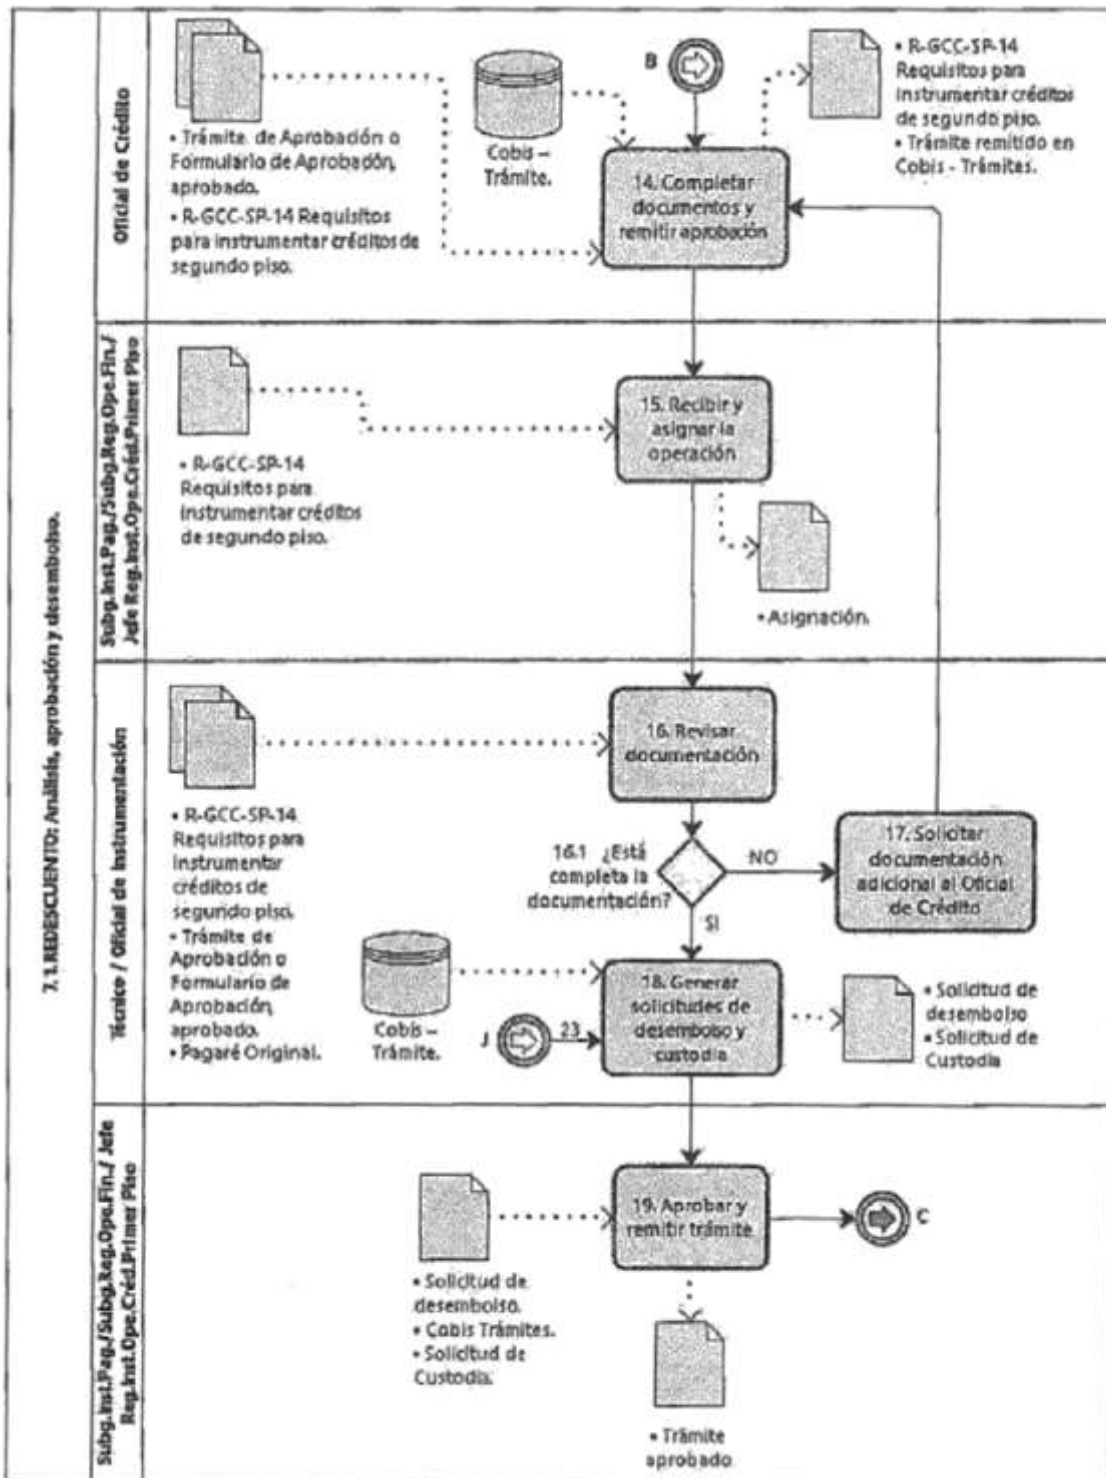 7.1.REDESCUENTO: Análisis, aprobación y desembolso.
Oficial de Crédito
• Trámite de Aprobación o
Formulario de Aprobación,
aprobado.
• R-GCC-SP-14 Requisitos
para instrumentar créditos de
segundo piso.
Cobis –
Trámite.
B
14. Completar
documentos y
remitir aprobación
• R-GCC-SP-14
Requisitos para
instrumentar créditos
de segundo piso.
• Trámite remitido en
Cobis - Trámites.
Subg.Inst.Pag./Subg.Reg.Ope.Fin./
Jefe Reg.Inst.Ope.Créd.Primer Piso
• R-GCC-SP-14
Requisitos para
instrumentar créditos
de segundo piso.
15. Recibir y
asignar la
operación
• Asignación.
Técnico / Oficial de Instrumentación
• R-GCC-SP-14
Requisitos para
instrumentar
créditos de
segundo piso.
• Trámite de
Aprobación o
Formulario de
Aprobación,
aprobado.
• Pagaré Original.
16. Revisar
documentación
16.1 ¿Está
completa la
documentación?
NO
SI
17. Solicitar
documentación
adicional al Oficial
de Crédito
Cobis –
Trámite.
J
23
18. Generar
solicitudes de
desembolso y
custodia
• Solicitud de
desembolso
• Solicitud de
Custodia
Subg.Inst.Pag./Subg.Reg.Ope.Fin./ Jefe
Reg.Inst.Ope.Créd.Primer Piso
• Solicitud de
desembolso.
• Cobis Trámites.
• Solicitud de
Custodia.
19. Aprobar y
remitir trámite
C
• Trámite
aprobado